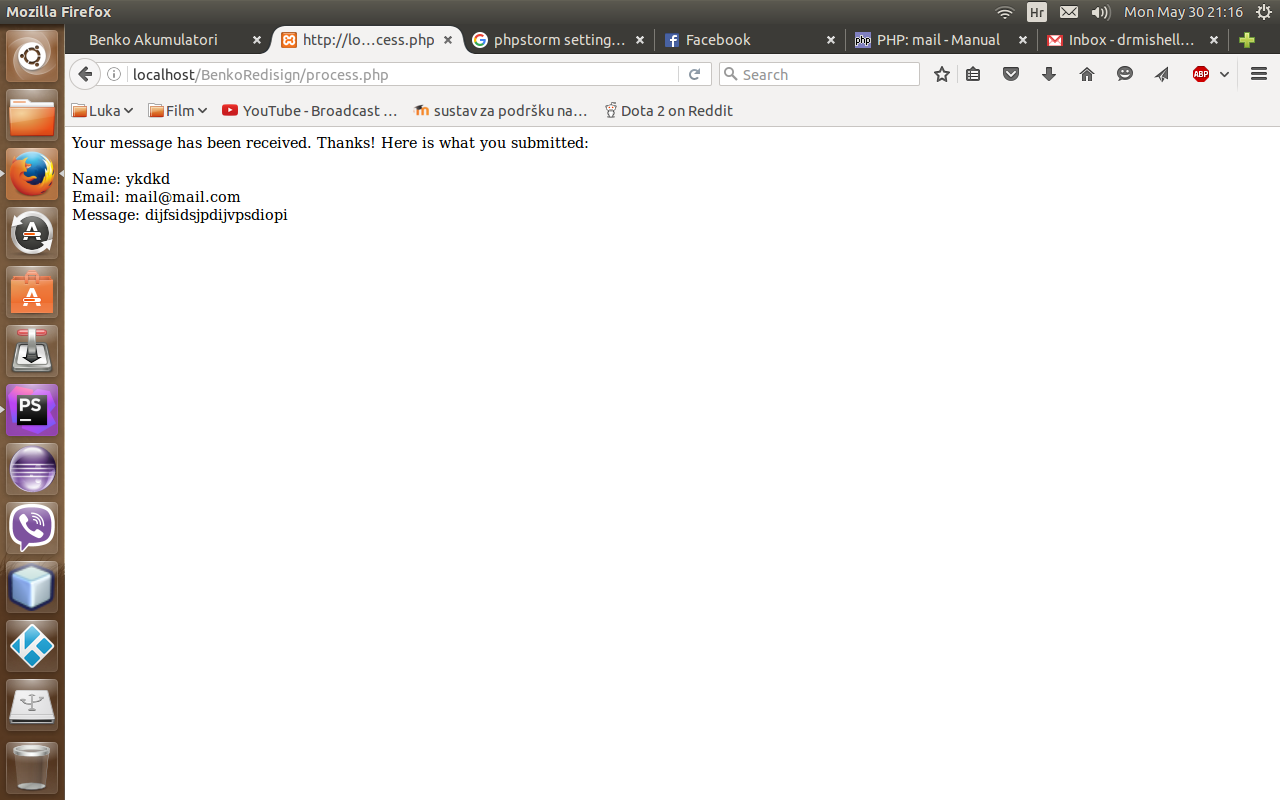 Mozilla Firefox
Hr
Mon May 30 21:16
Benko Akumulatori
http://lo...cess.php
phpstorm setting...
Facebook
php
PHP: mail - Manual
Inbox - drmishell...
localhost/BenkoRedisign/process.php
Search
ABP
Luka
Film
YouTube - Broadcast ...
sustav za podršku na...
Dota 2 on Reddit
Your message has been received. Thanks! Here is what you submitted:
Name: ykdkd
Email: mail@mail.com
Message: dijfsidsjpdijvpsdiopi
PS